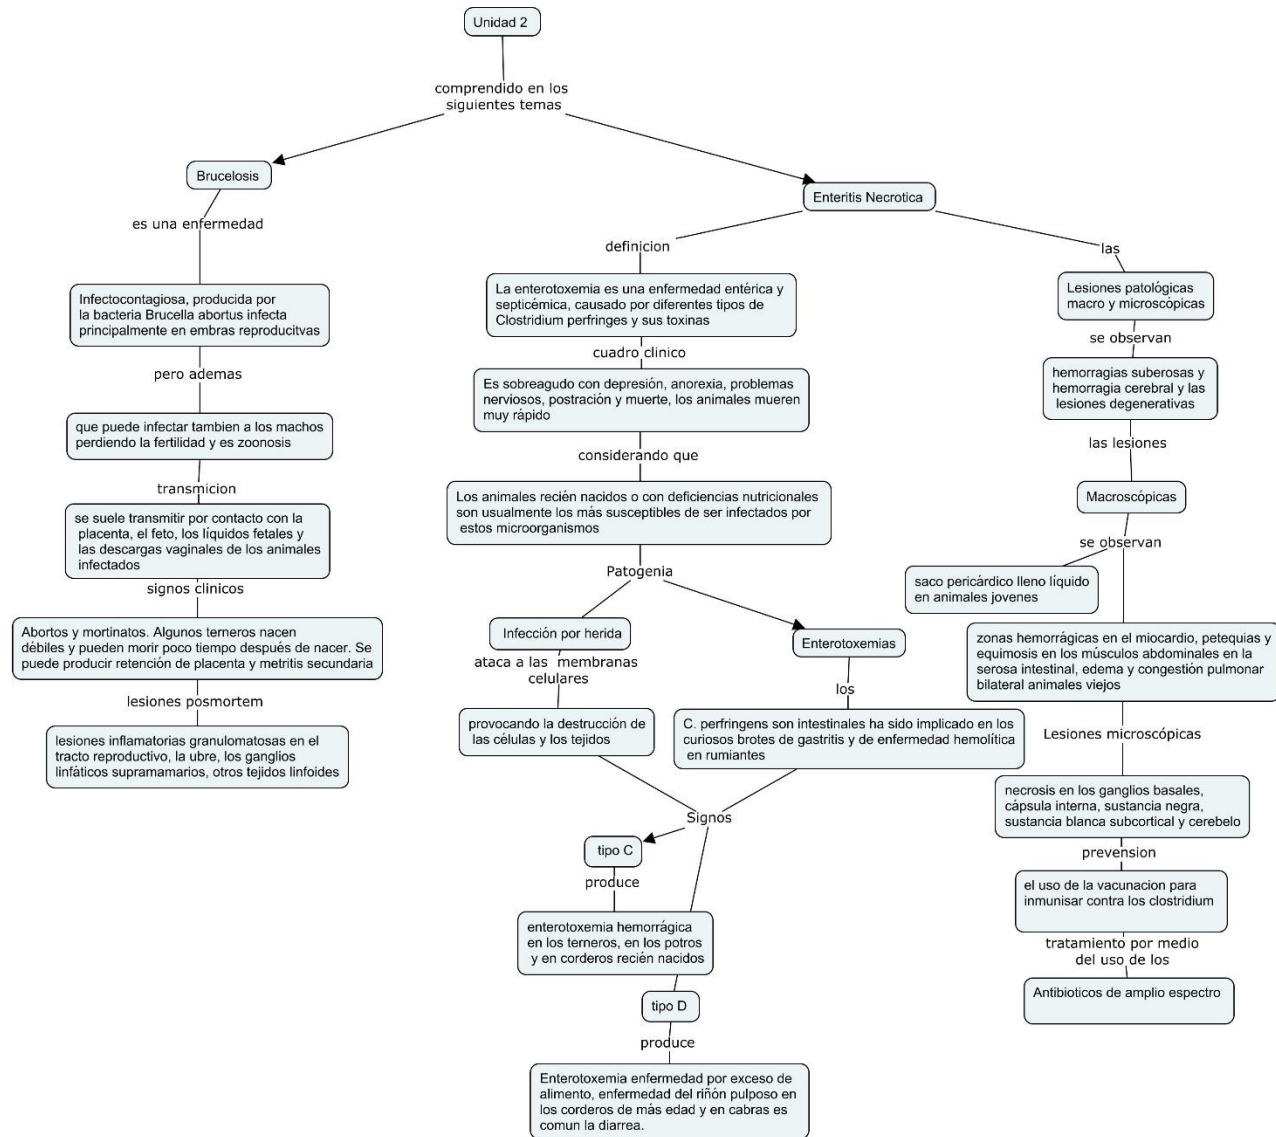 Unidad 2
comprendido en los
siguientes temas
Brucelosis
es una enfermedad
Infectocontagiosa, producida por
la bacteria Brucella abortus infecta
principalmente en embras reproducitvas
pero ademas
que puede infectar tambien a los machos
perdiendo la fertilidad y es zoonosis
transmicion
se suele transmitir por contacto con la
placenta, el feto, los líquidos fetales y
las descargas vaginales de los animales
infectados
signos clinicos
Abortos y mortinatos. Algunos terneros nacen
débiles y pueden morir poco tiempo después de nacer. Se
puede producir retención de placenta y metritis secundaria
lesiones posmortem
lesiones inflamatorias granulomatosas en el
tracto reproductivo, la ubre, los ganglios
linfáticos supramamarios, otros tejidos linfoides
Enteritis Necrotica
definicion
La enterotoxemia es una enfermedad entérica y
septicémica, causado por diferentes tipos de
Clostridium perfringes y sus toxinas
cuadro clinico
Es sobreagudo con depresión, anorexia, problemas
nerviosos, postración y muerte, los animales mueren
muy rápido
considerando que
Los animales recién nacidos o con deficiencias nutricionales
son usualmente los más susceptibles de ser infectados por
estos microorganismos
Patogenia
Infección por herida
ataca a las membranas
celulares
provocando la destrucción de
las células y los tejidos
Enterotoxemias
los
C. perfringens son intestinales ha sido implicado en los
curiosos brotes de gastritis y de enfermedad hemolítica
en rumiantes
Signos
tipo C
produce
enterotoxemia hemorrágica
en los terneros, en los potros
y en corderos recién nacidos
tipo D
produce
Enterotoxemia enfermedad por exceso de
alimento, enfermedad del riñón pulposo en
los corderos de más edad y en cabras es
comun la diarrea.
las
Lesiones patológicas
macro y microscópicas
se observan
hemorragias suberosas y
hemorragia cerebral y las
lesiones degenerativas
las lesiones
Macroscópicas
se observan
saco pericárdico lleno líquido
en animales jovenes
zonas hemorrágicas en el miocardio, petequias y
equimosis en los músculos abdominales en la
serosa intestinal, edema y congestión pulmonar
bilateral animales viejos
Lesiones microscópicas
necrosis en los ganglios basales,
cápsula interna, sustancia negra,
sustancia blanca subcortical y cerebelo
prevension
el uso de la vacunacion para
inmunisar contra los clostridium
tratamiento por medio
del uso de los
Antibioticos de amplio espectro